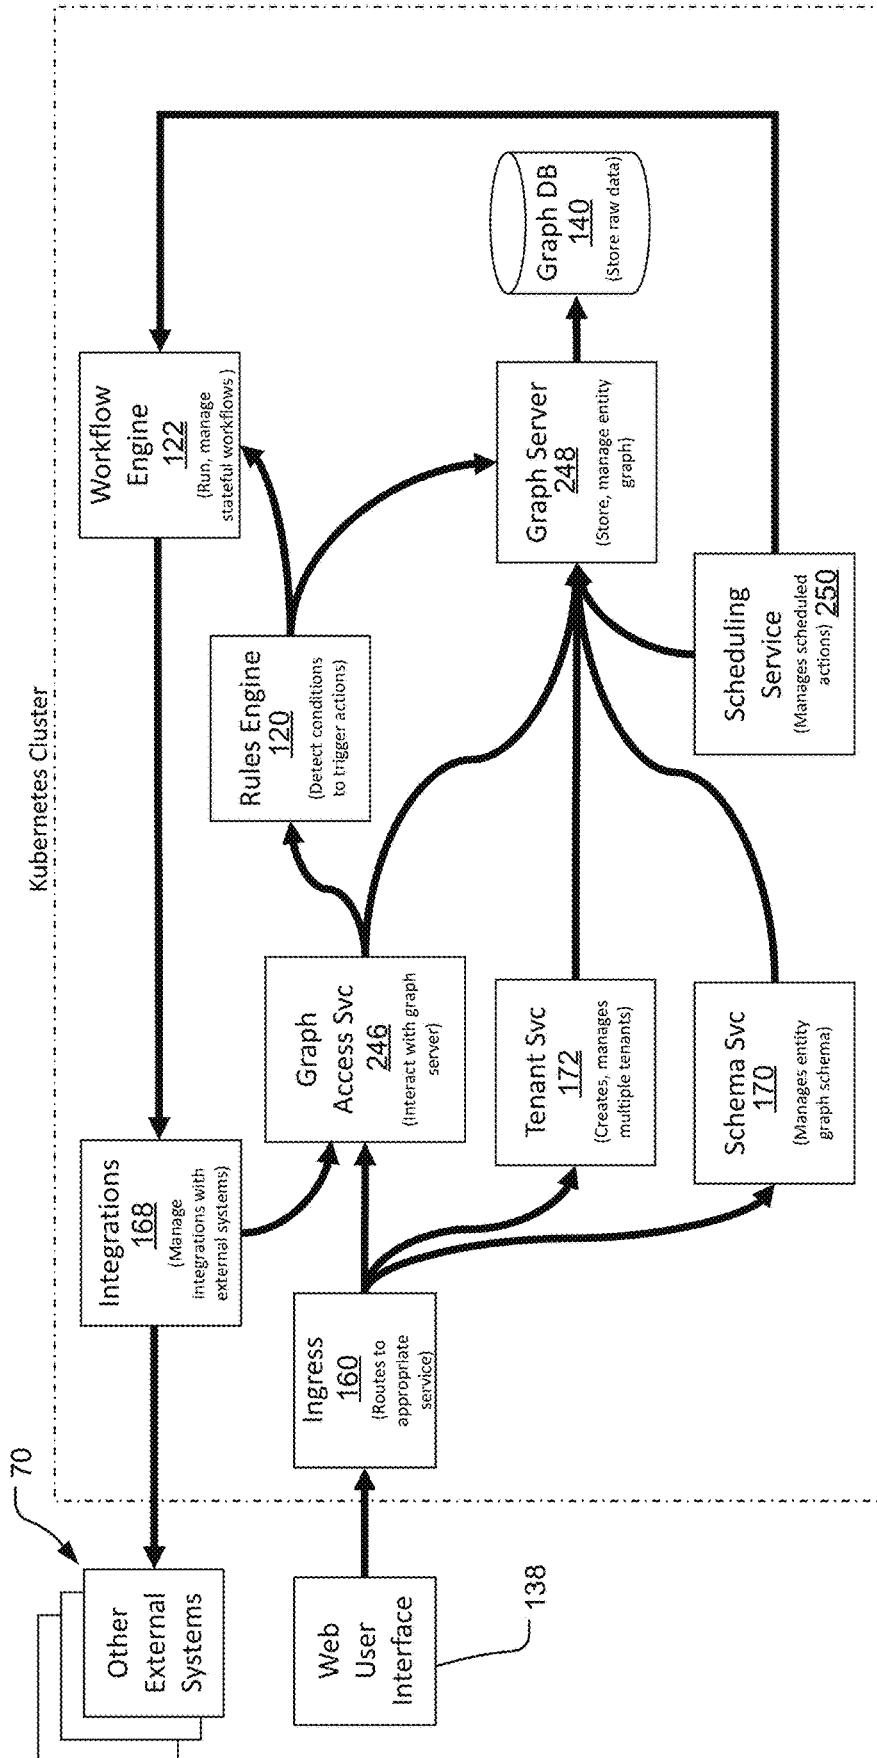 Kubernetes Cluster
70
Other
External
Systems
Integrations
168
(Manage
integrations with
external systems)
Workflow
Engine
122
(Run, manage
stateful workflows )
Rules Engine
120
(Detect conditions
to trigger actions)
Web
User
Interface
138
Ingress
160
(Routes to
appropriate
service)
Graph
Access Svc
246
(Interact with graph
server)
Tenant Svc
172
(Creates, manages
multiple tenants)
Schema Svc
170
(Manages entity
graph schema)
Graph Server
248
(Store, manage entity
graph)
Graph DB
140
(Store raw data)
Scheduling
Service
(Manages scheduled
actions) 250